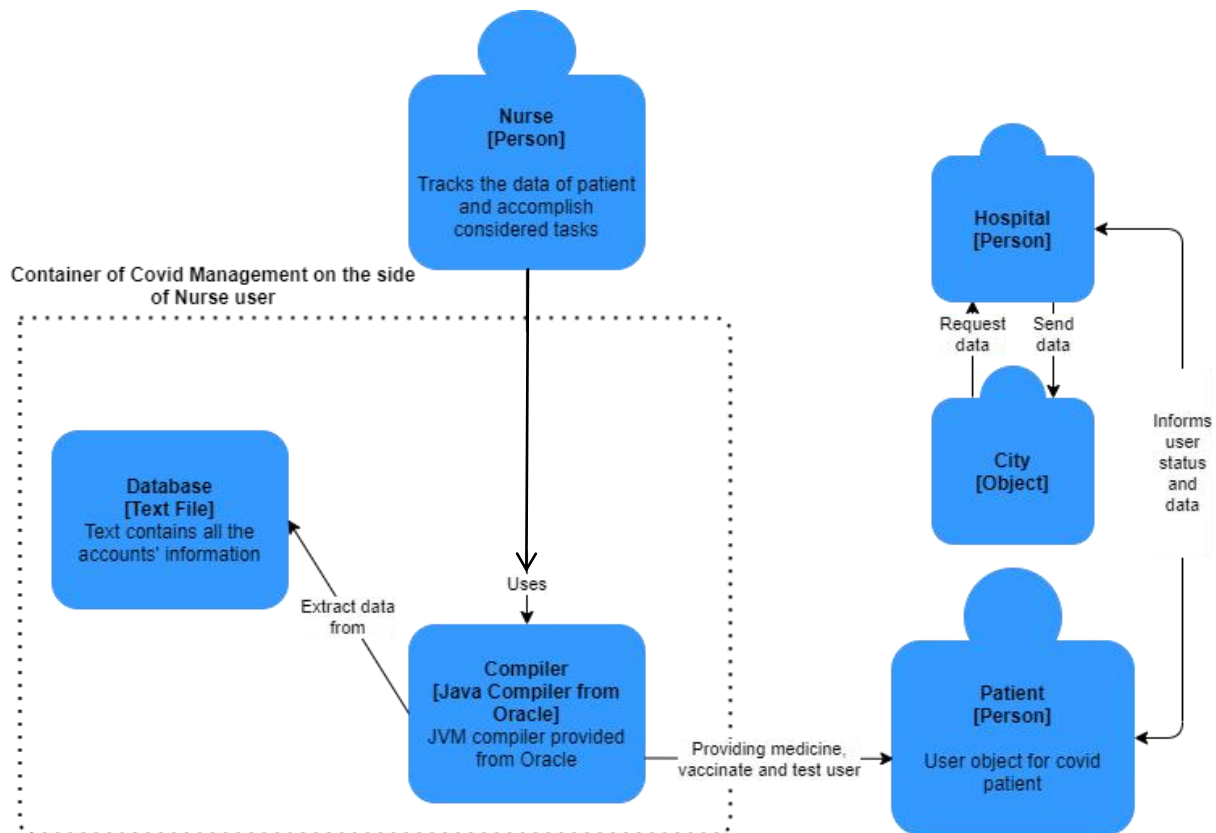 Nurse
[Person]
Tracks the data of patient
and accomplish
considered tasks
Hospital
[Person]
Container of Covid Management on the side
of Nurse user
Request
data
Send
data
Informs
user
status
and
data
City
[Object]
Database
[Text File]
Text contains all the
accounts' information
Uses
Extract data
from
Compiler
[Java Compiler from
Oracle]
JVM compiler provided
from Oracle
Providing medicine,
vaccinate and test user
Patient
[Person]
User object for covid
patient